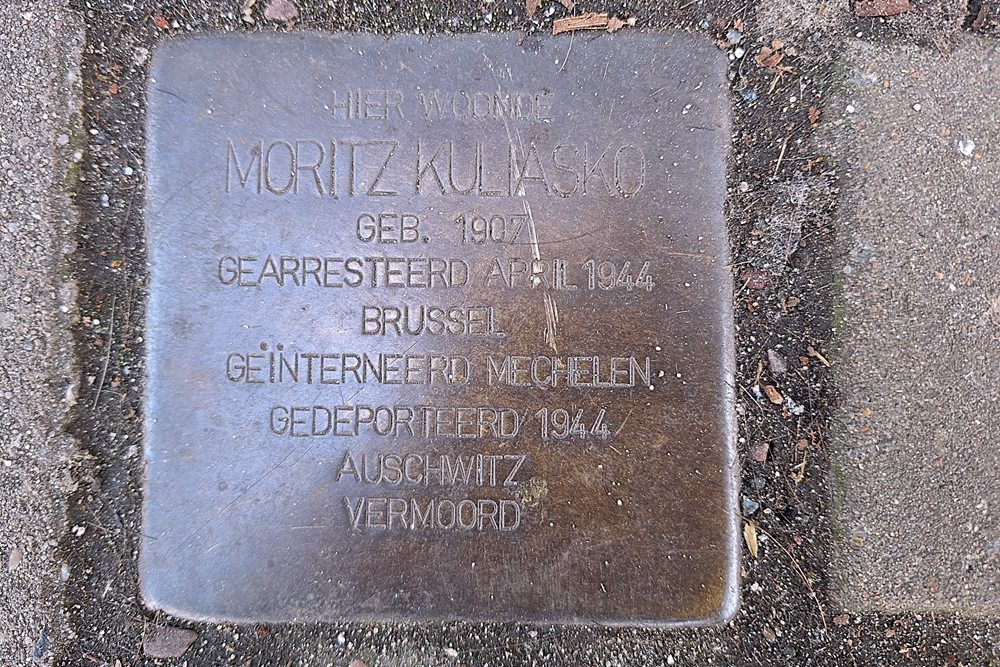 HIER WOONDE
MORITZ KULIASKO
GEB. 1907
GEARRESTEERD APRIL 1944
BRUSSEL
GEÏNTERNEERD MECHELEN
GEDEPORTEERD 1944
AUSCHWITZ
VERMOORD